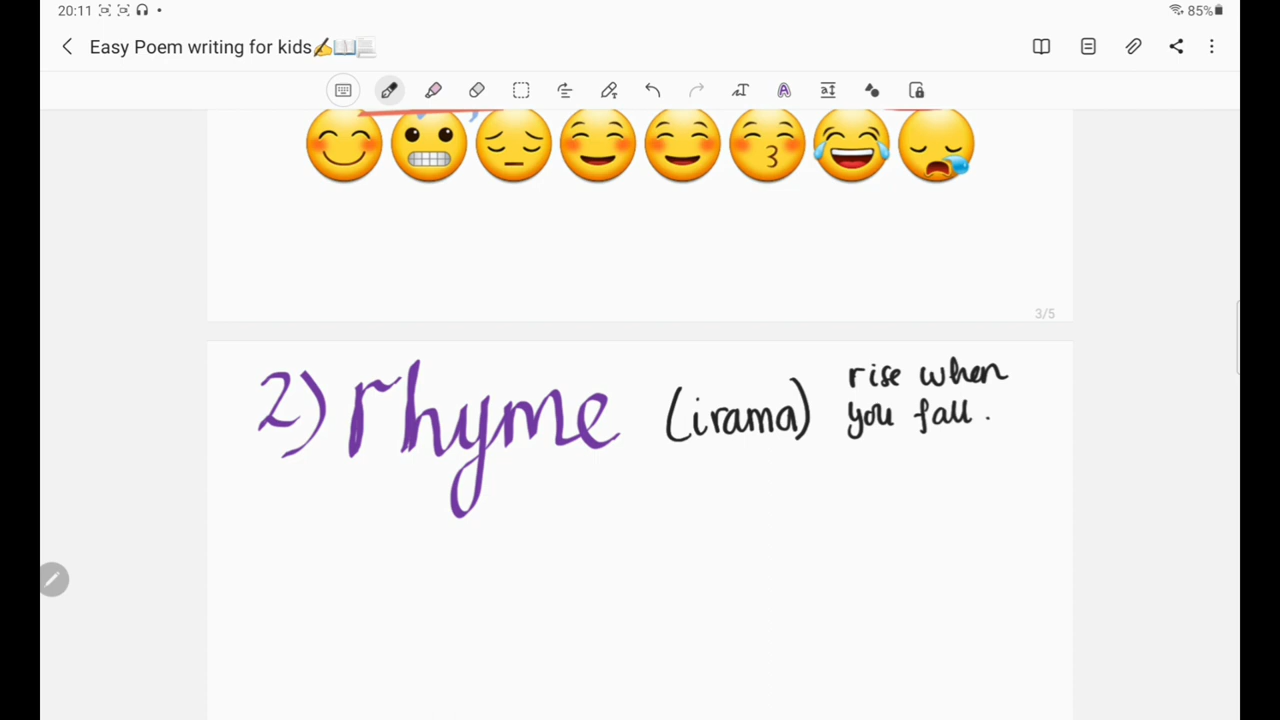 20:11
85%
Easy Poem writing for kids✍📖📃
3/5
2) rhyme (irama) rise when
you fall.